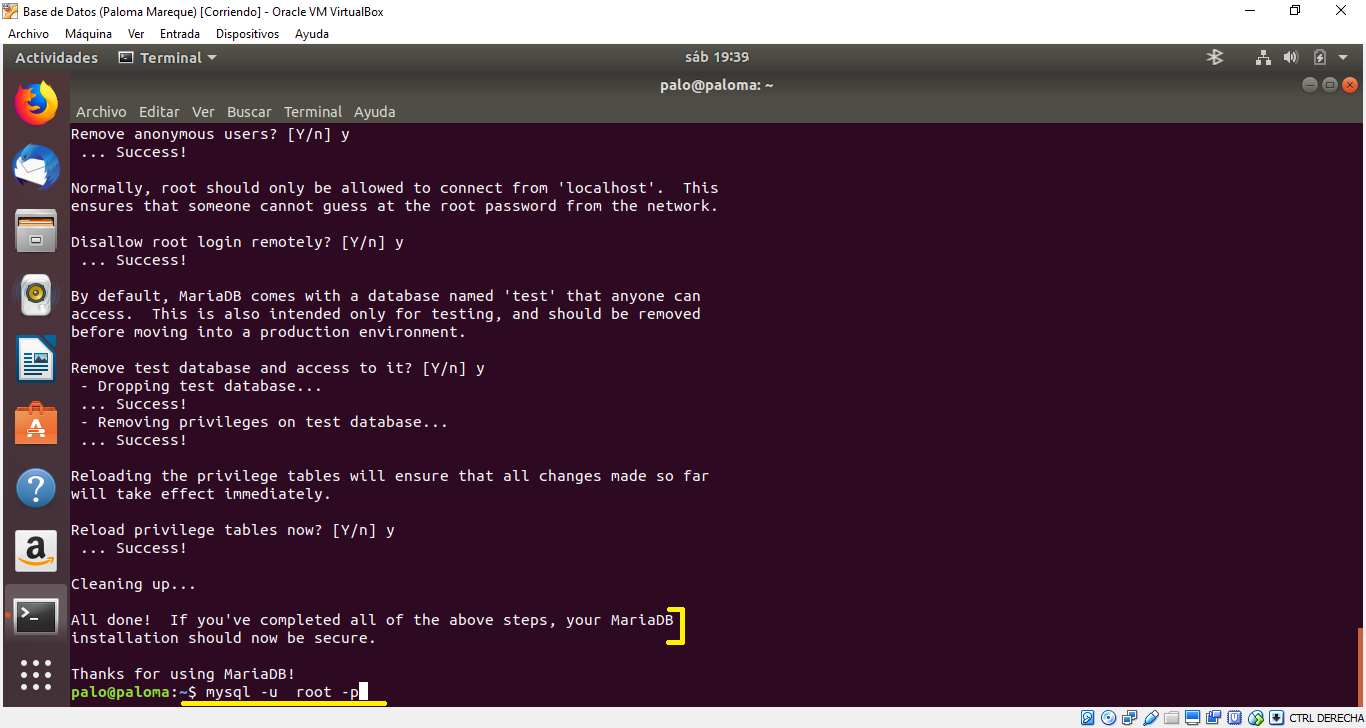 Base de Datos (Paloma Mareque) [Corriendo] - Oracle VM VirtualBox
Archivo Máquina Ver Entrada Dispositivos Ayuda
Actividades Terminal sáb 19:39
palo@paloma: ~
Archivo Editar Ver Buscar Terminal Ayuda
Remove anonymous users? [Y/n] y
... Success!
Normally, root should only be allowed to connect from 'localhost'.  This
ensures that someone cannot guess at the root password from the network.
Disallow root login remotely? [Y/n] y
... Success!
By default, MariaDB comes with a database named 'test' that anyone can
access.  This is also intended only for testing, and should be removed
before moving into a production environment.
Remove test database and access to it? [Y/n] y
- Dropping test database...
... Success!
- Removing privileges on test database...
... Success!
Reloading the privilege tables will ensure that all changes made so far
will take effect immediately.
Reload privilege tables now? [Y/n] y
... Success!
Cleaning up...
All done!  If you've completed all of the above steps, your MariaDB
installation should now be secure.
Thanks for using MariaDB!
palo@paloma:~$ mysql -u  root -p
CTRL DERECHA